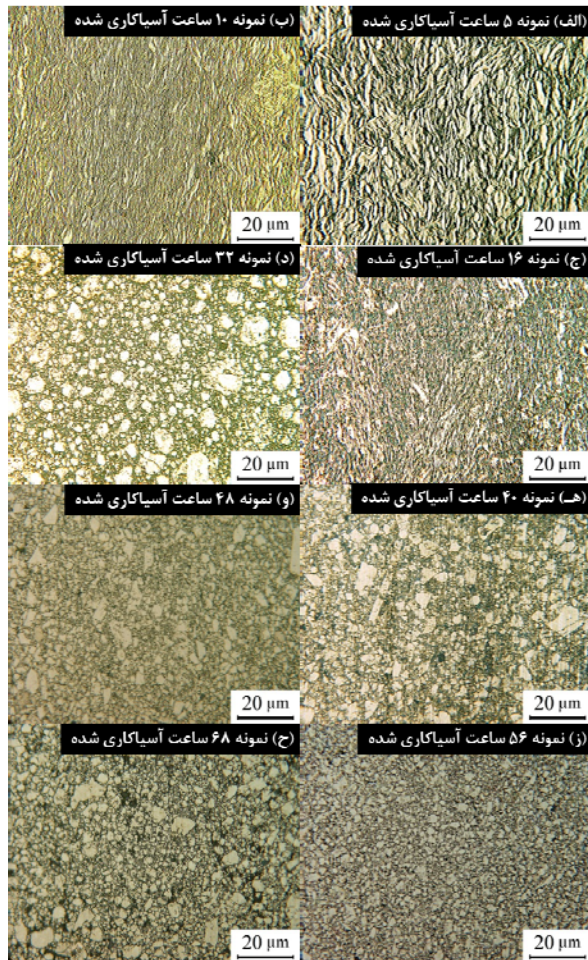 (الف) نمونه ۵ ساعت آسیاکاری شده
20 µm
(ب) نمونه ۱۰ ساعت آسیاکاری شده
20 µm
(ج) نمونه ۱۶ ساعت آسیاکاری شده
20 µm
(د) نمونه ۳۲ ساعت آسیاکاری شده
20 µm
(هـ) نمونه ۴۰ ساعت آسیاکاری شده
20 µm
(و) نمونه ۴۸ ساعت آسیاکاری شده
20 µm
(ز) نمونه ۵۶ ساعت آسیاکاری شده
20 µm
(ح) نمونه ۶۸ ساعت آسیاکاری شده
20 µm